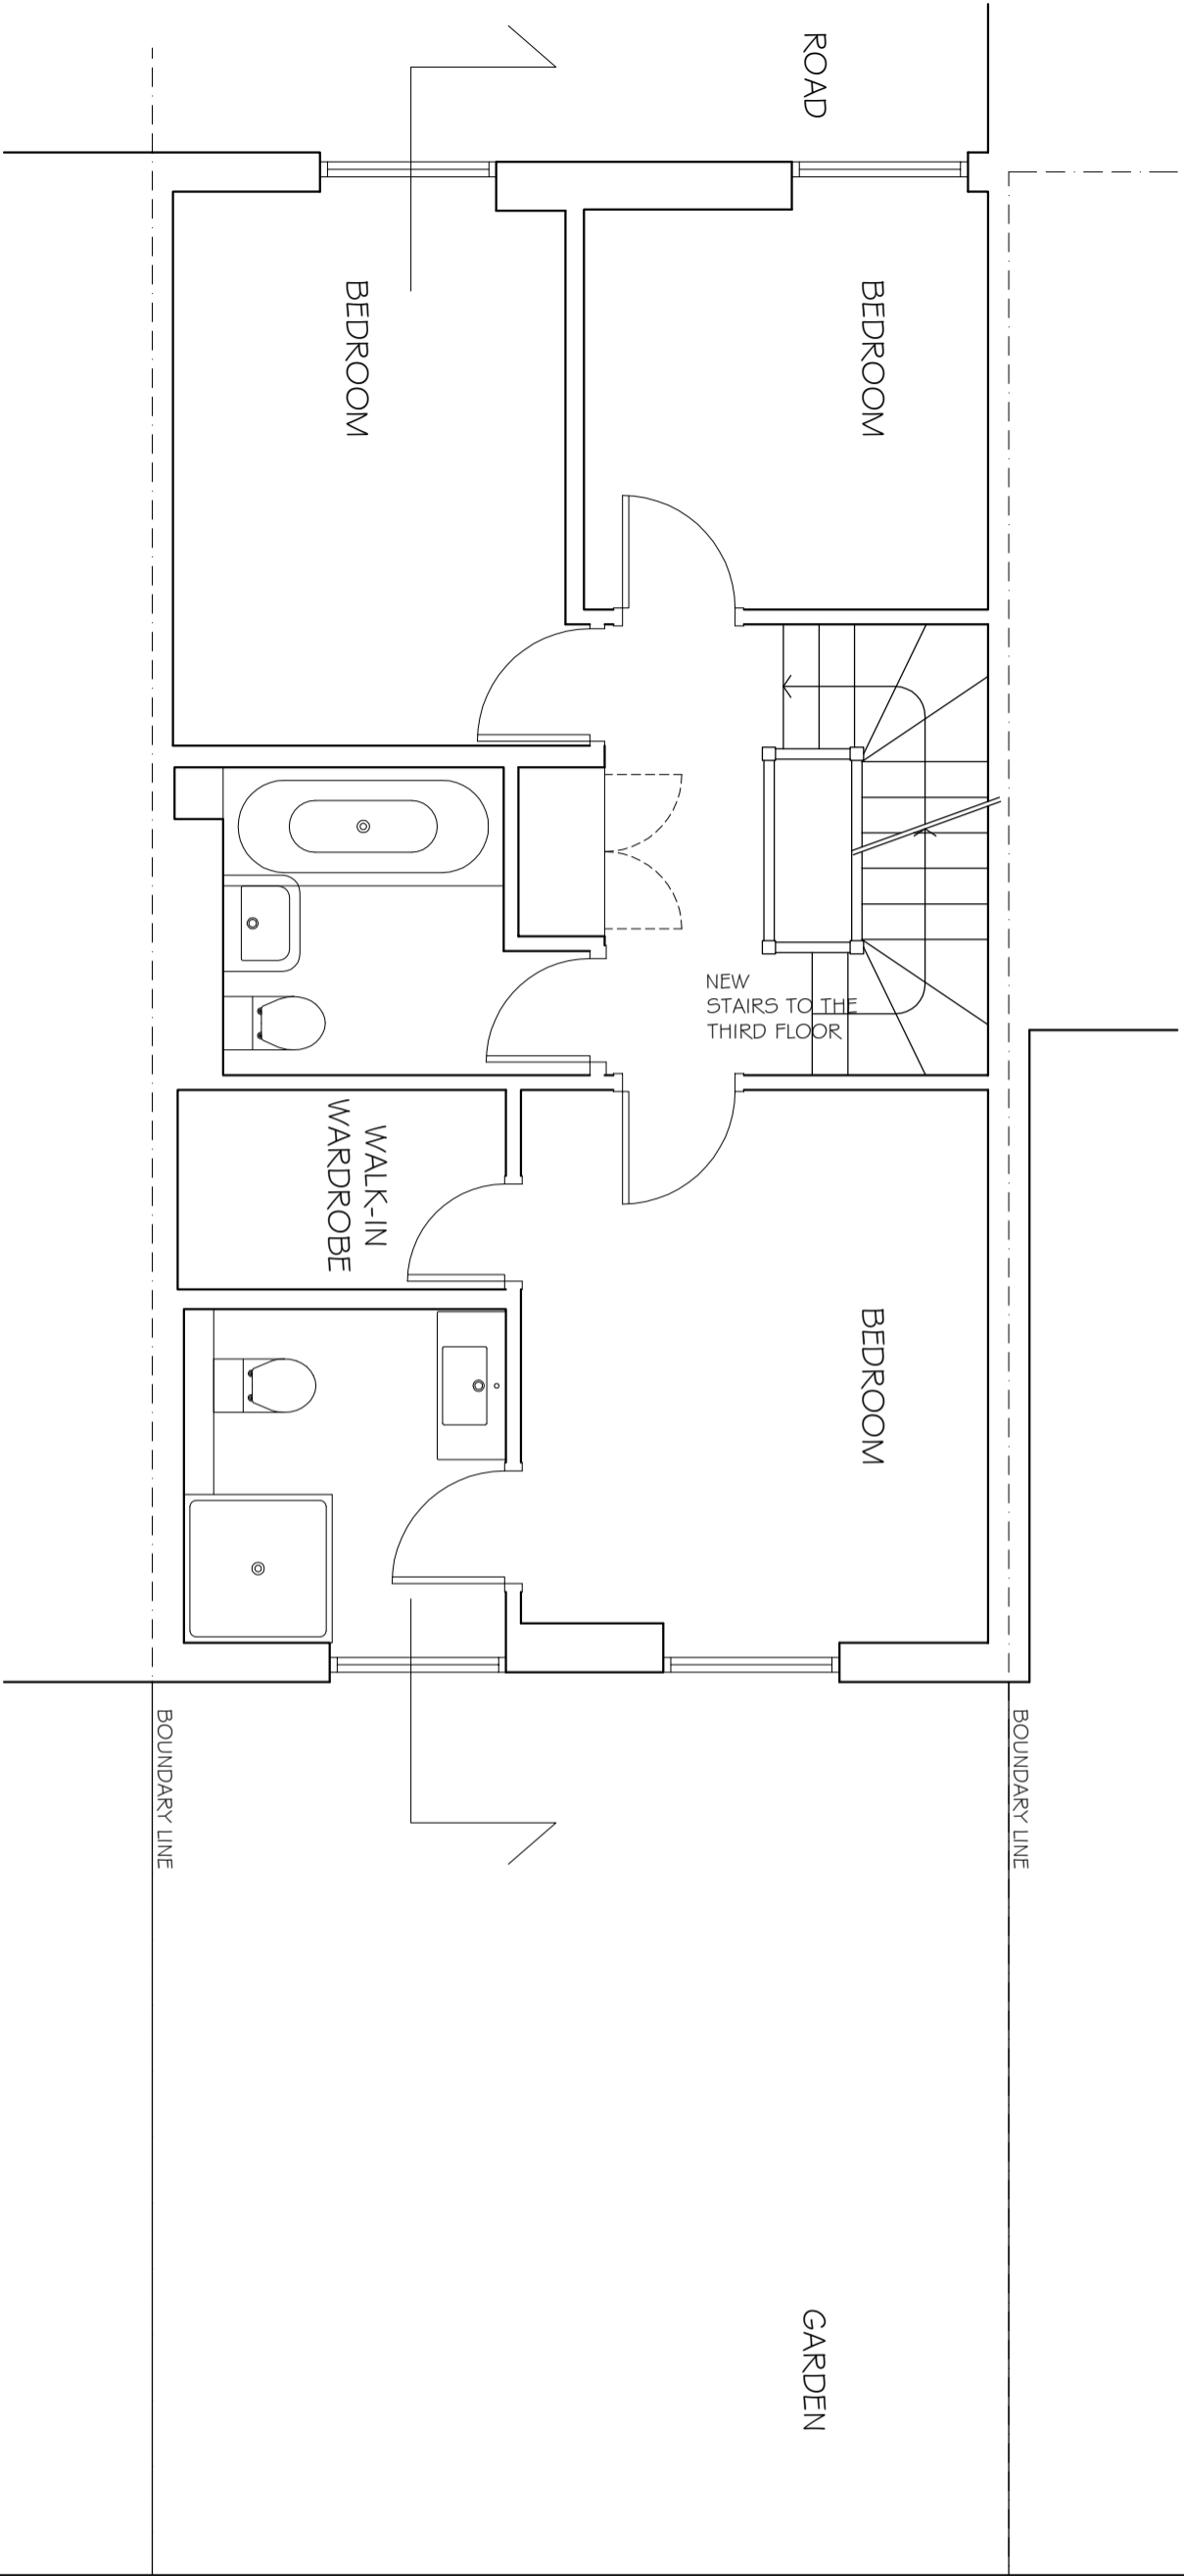 ROAD
BEDROOM
BEDROOM
NEW
STAIRS TO THE
THIRD FLOOR
WALK-IN
WARDROBE
BEDROOM
BOUNDARY LINE
BOUNDARY LINE
GARDEN